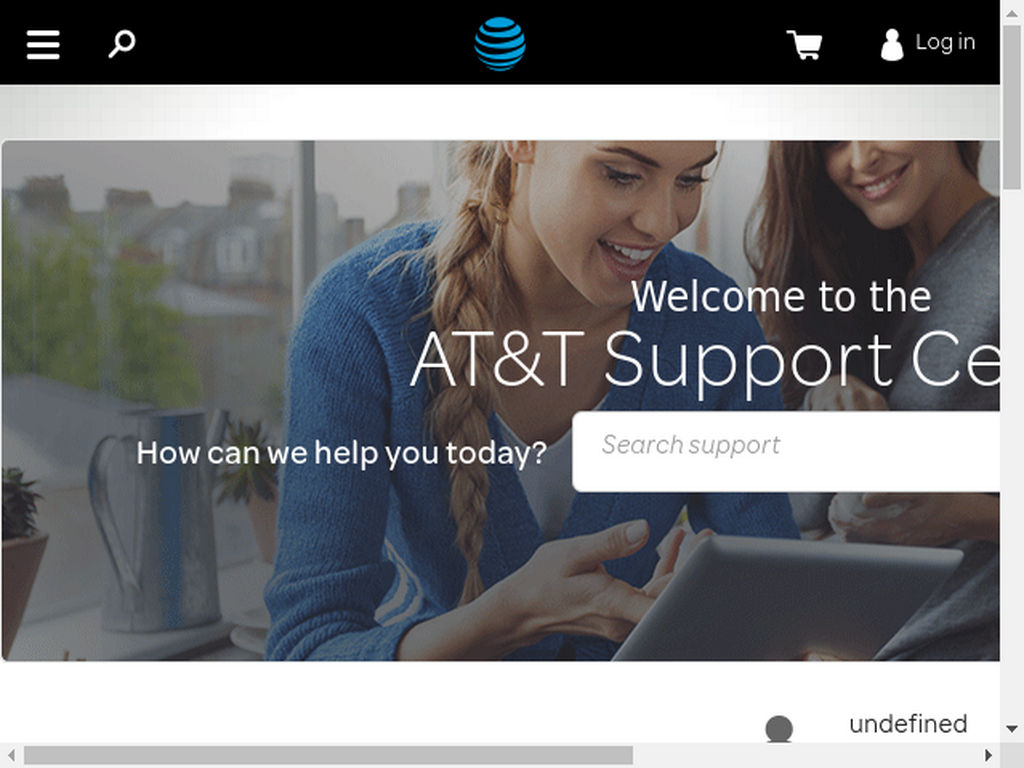 Log in
Welcome to the
AT&T Support Ce
How can we help you today?
Search support
undefined